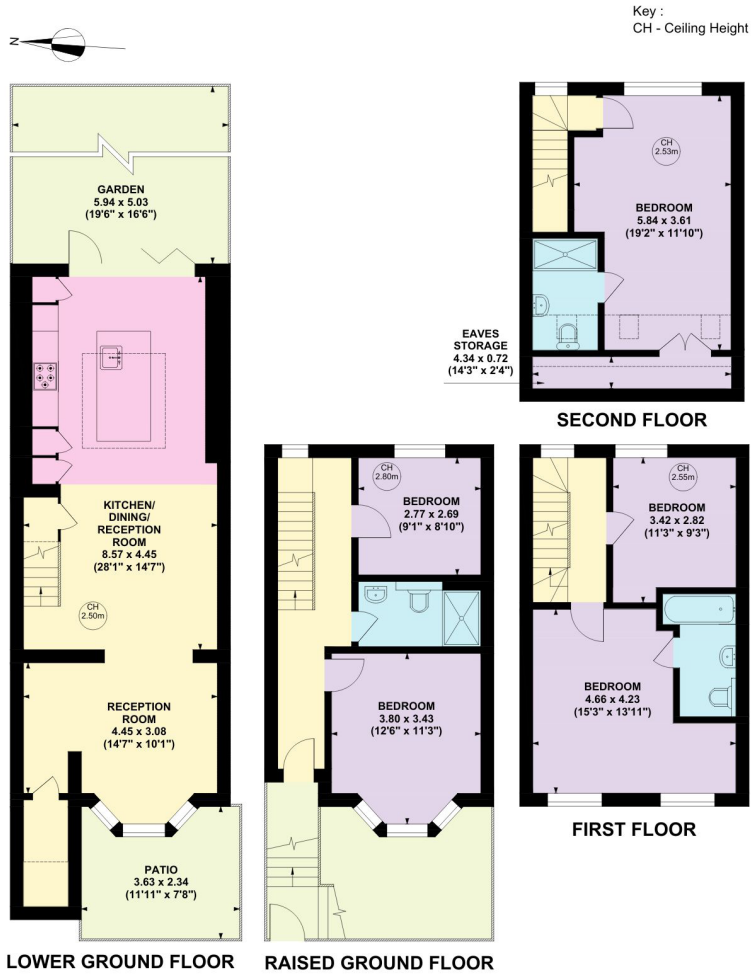 Key :
CH - Ceiling Height
N
GARDEN
5.94 x 5.03
(19'6" x 16'6")
KITCHEN/
DINING/
RECEPTION
ROOM
8.57 x 4.45
(28'1" x 14'7")
CH
2.50m
RECEPTION
ROOM
4.45 x 3.08
(14'7" x 10'1")
PATIO
3.63 x 2.34
(11'11" x 7'8")
LOWER GROUND FLOOR
CH
2.80m
BEDROOM
2.77 x 2.69
(9'1" x 8'10")
BEDROOM
3.80 x 3.43
(12'6" x 11'3")
RAISED GROUND FLOOR
CH
2.53m
BEDROOM
5.84 x 3.61
(19'2" x 11'10")
EAVES
STORAGE
4.34 x 0.72
(14'3" x 2'4")
SECOND FLOOR
CH
2.55m
BEDROOM
3.42 x 2.82
(11'3" x 9'3")
BEDROOM
4.66 x 4.23
(15'3" x 13'11")
FIRST FLOOR